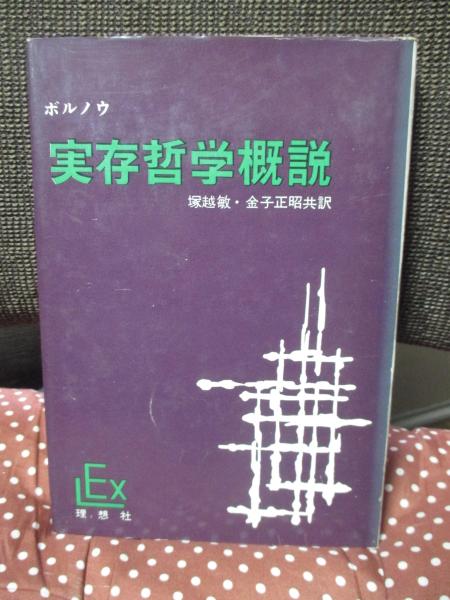 ボルノウ
実存哲学概説
塚越敏・金子正昭共訳
Ex
理想社